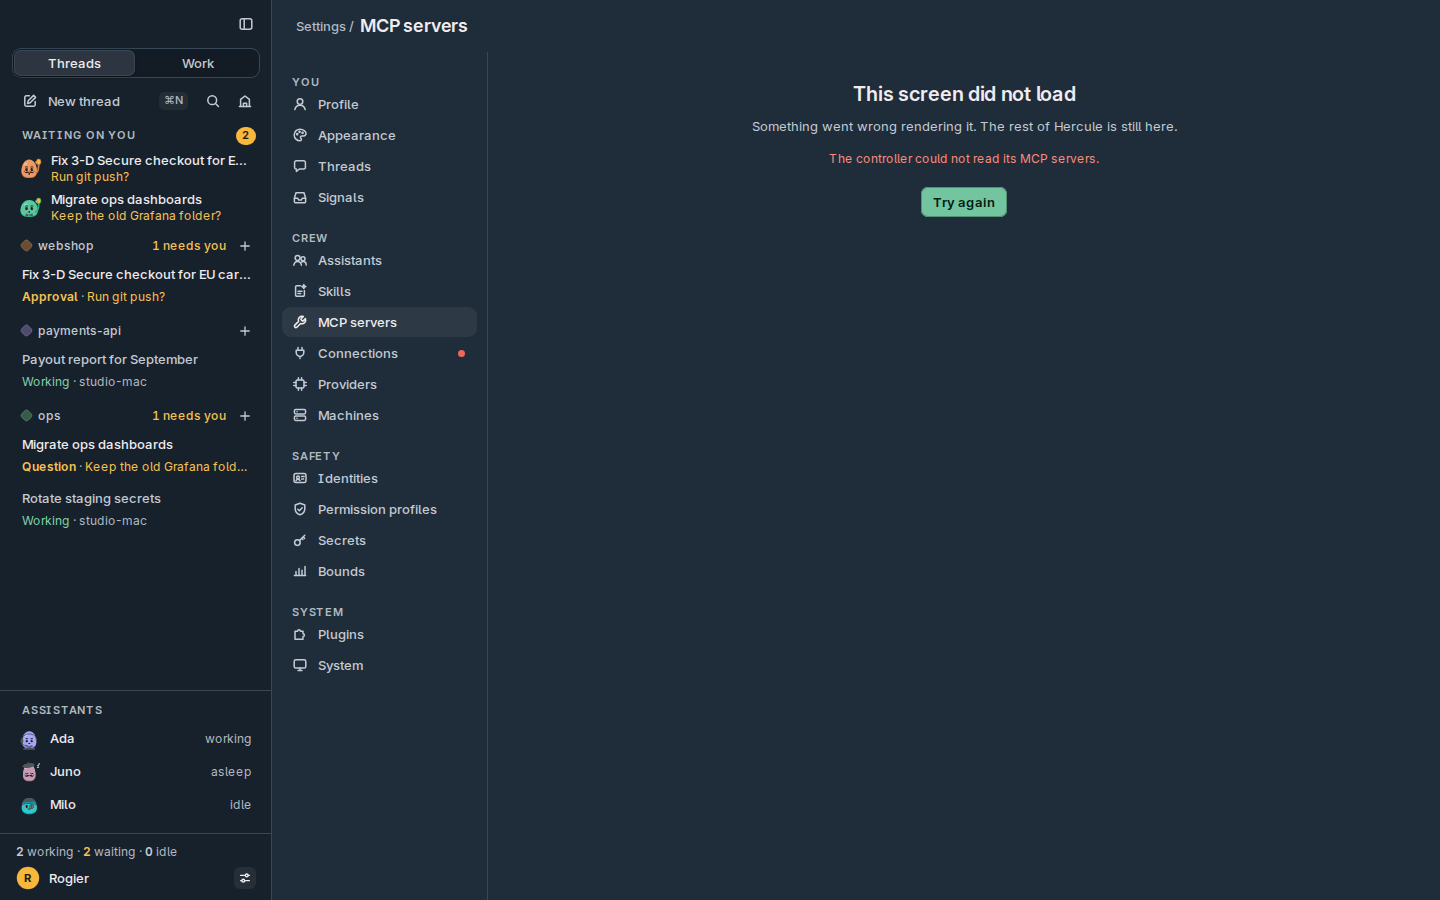 Threads
Work
New thread
⌘N
WAITING ON YOU
2
Fix 3-D Secure checkout for E...
Run git push?
Migrate ops dashboards
Keep the old Grafana folder?
webshop
1 needs you
Fix 3-D Secure checkout for EU car...
Approval · Run git push?
payments-api
Payout report for September
Working · studio-mac
ops
1 needs you
Migrate ops dashboards
Question · Keep the old Grafana fold...
Rotate staging secrets
Working · studio-mac
ASSISTANTS
Ada
working
Juno
asleep
Milo
idle
2 working · 2 waiting · 0 idle
R
Rogier
Settings / MCP servers
YOU
Profile
Appearance
Threads
Signals
CREW
Assistants
Skills
MCP servers
Connections
Providers
Machines
SAFETY
Identities
Permission profiles
Secrets
Bounds
SYSTEM
Plugins
System
This screen did not load
Something went wrong rendering it. The rest of Hercule is still here.
The controller could not read its MCP servers.
Try again